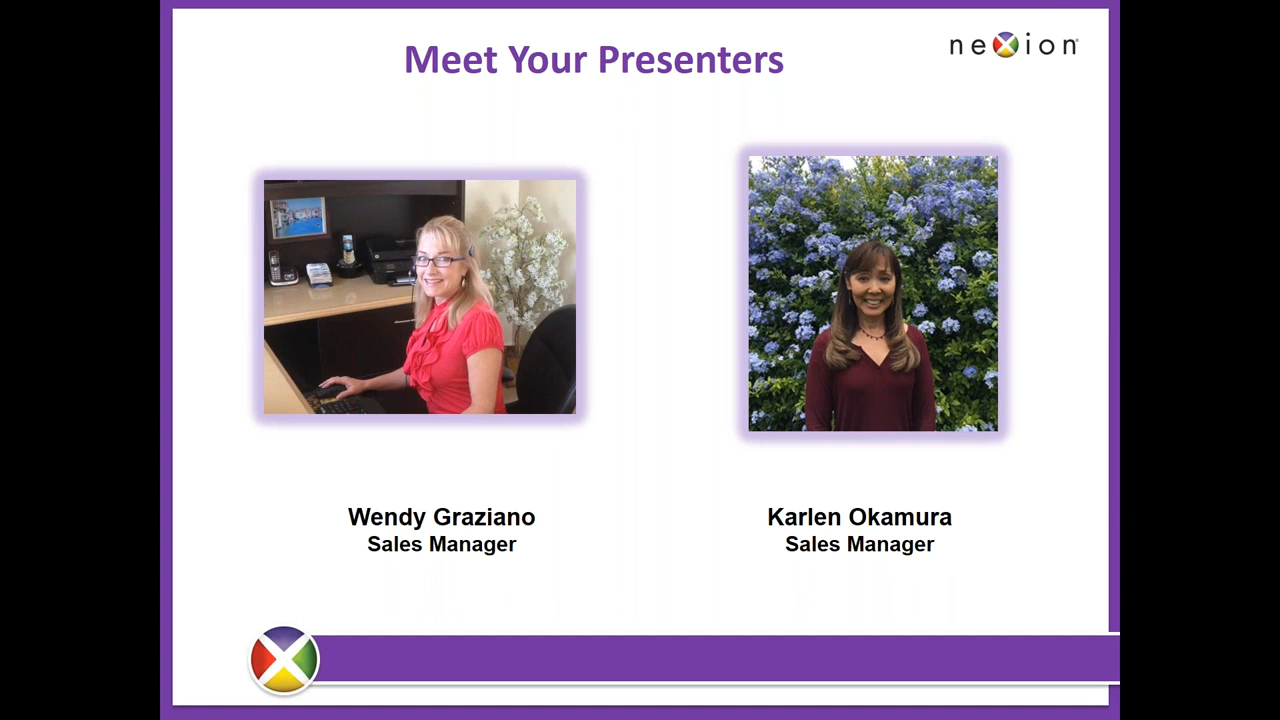 Meet Your Presenters
nexion
Wendy Graziano
Sales Manager
Karlen Okamura
Sales Manager